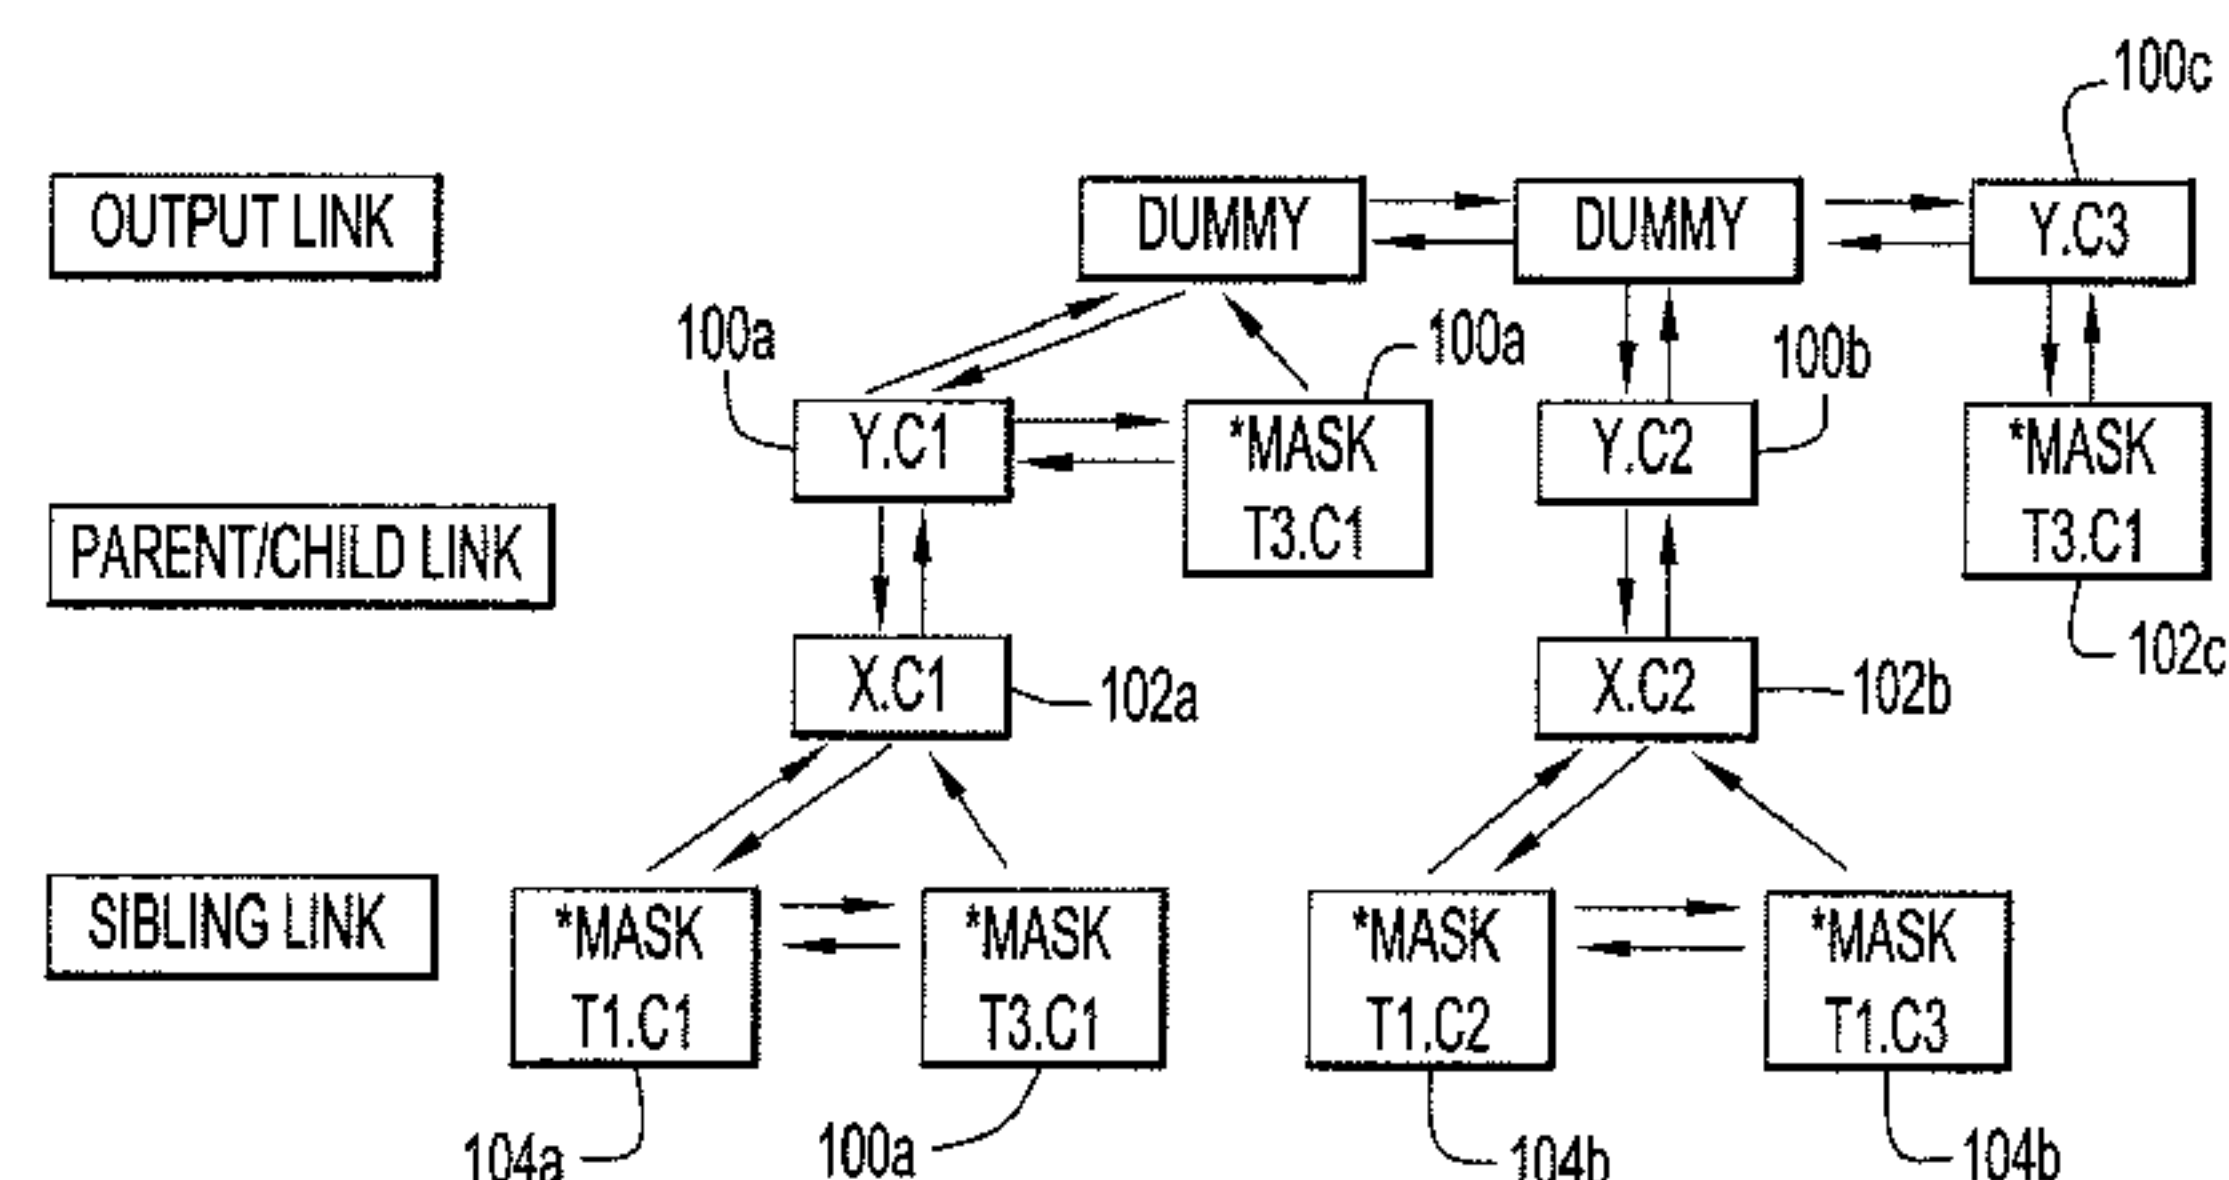 100c
OUTPUT LINK
DUMMY
DUMMY
Y.C3
100a
100a
100b
Y.C1
*MASK
T3.C1
Y.C2
*MASK
T3.C1
PARENT/CHILD LINK
X.C1
102a
X.C2
102b
102c
SIBLING LINK
*MASK
T1.C1
*MASK
T3.C1
*MASK
T1.C2
*MASK
T1.C3
104a
100a
104b
104b